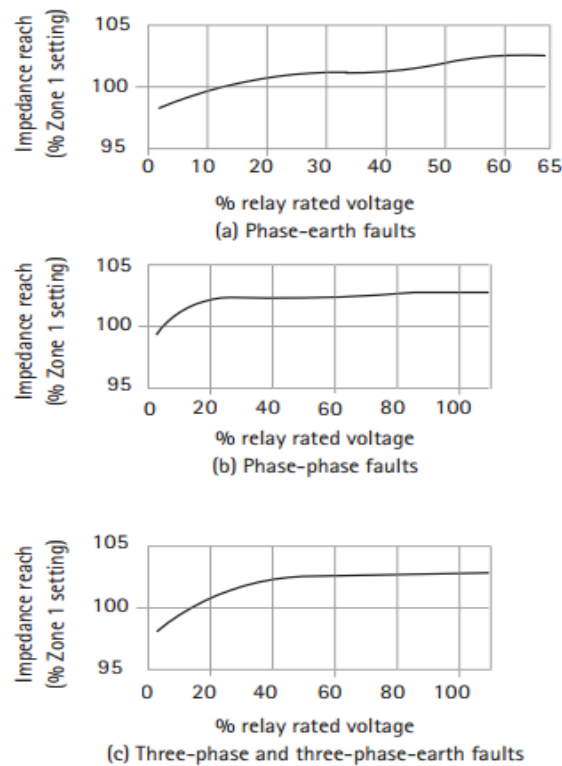 Impedance reach
(% Zone 1 setting)
105
100
95
0 10 20 30 40 50 60 65
% relay rated voltage
(a) Phase-earth faults
Impedance reach
(% Zone 1 setting)
105
100
95
0 20 40 60 80 100
% relay rated voltage
(b) Phase-phase faults
Impedance reach
(% Zone 1 setting)
105
100
95
0 20 40 60 80 100
% relay rated voltage
(c) Three-phase and three-phase-earth faults